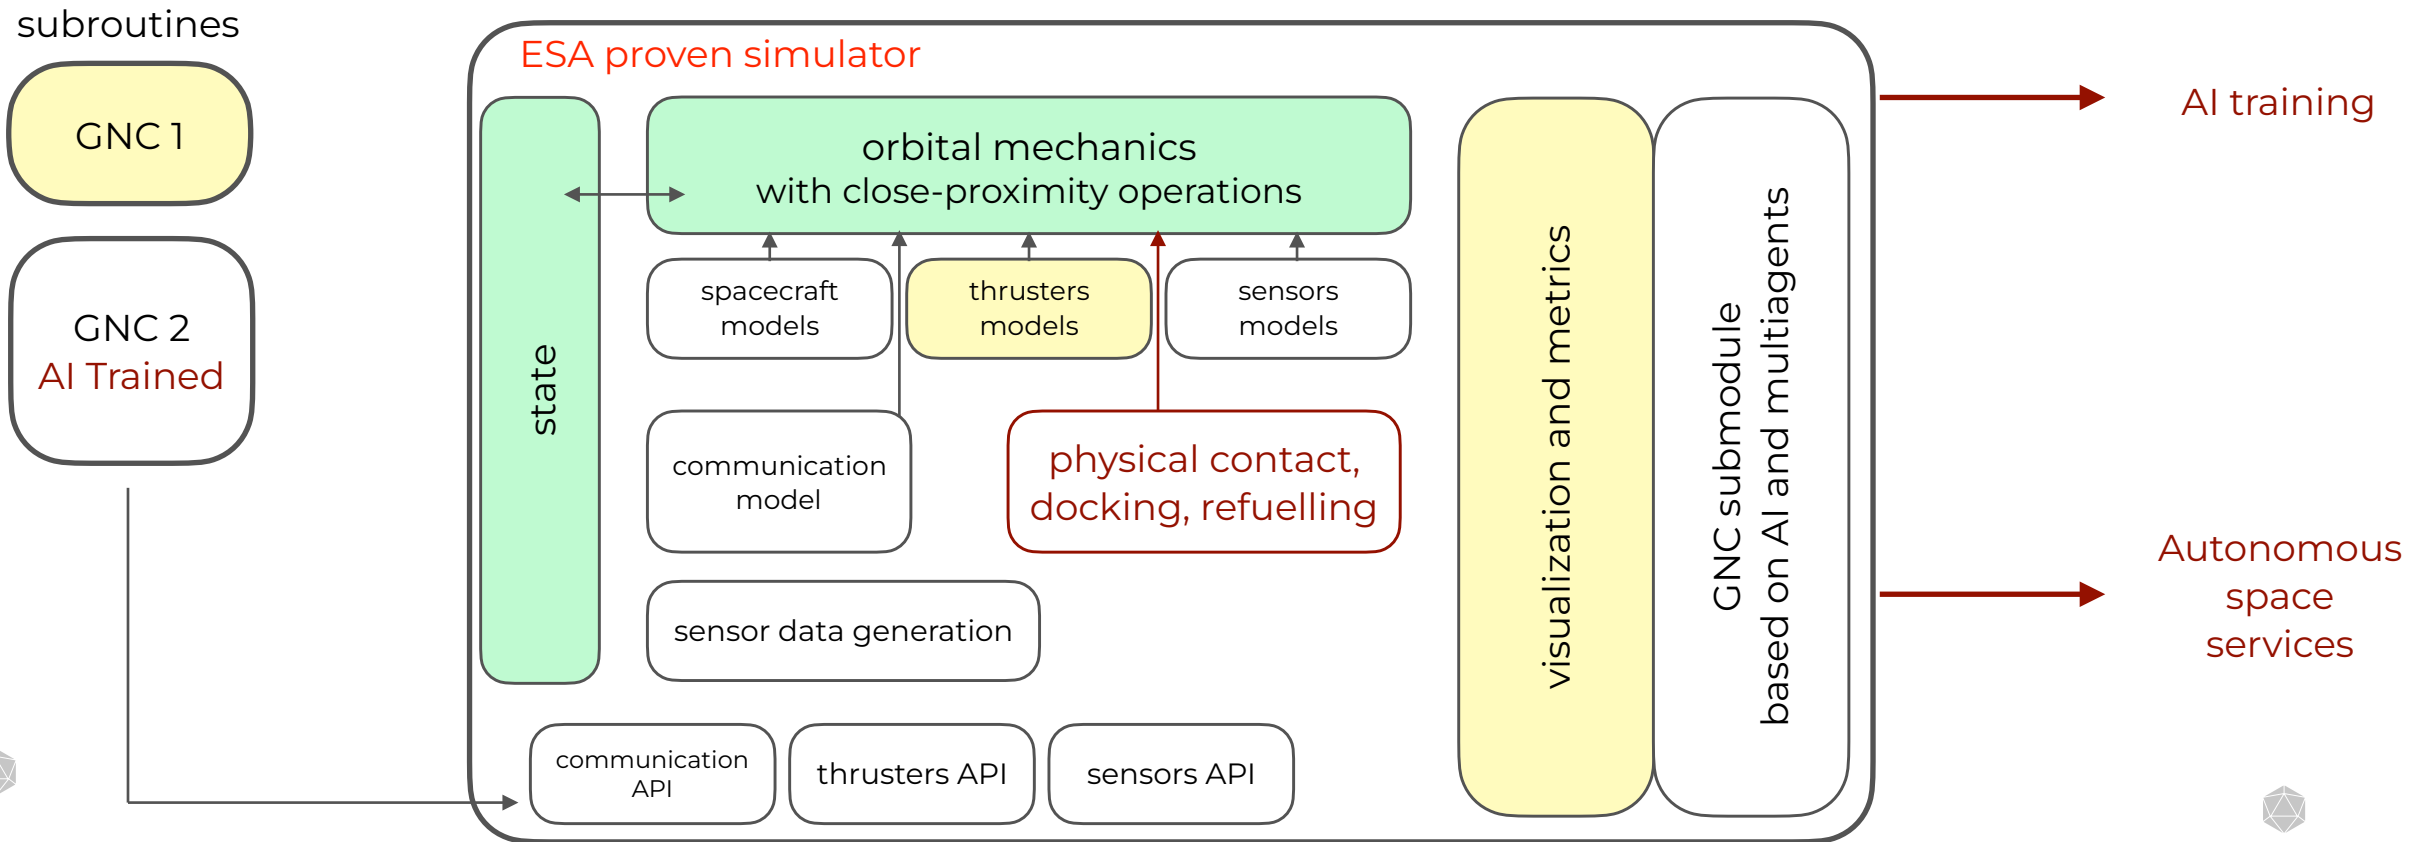 subroutines
GNC 1
GNC 2
AI Trained
ESA proven simulator
state
orbital mechanics
with close-proximity operations
spacecraft
models
thrusters
models
sensors
models
communication
model
physical contact,
docking, refuelling
sensor data generation
communication
API
thrusters API
sensors API
visualization and metrics
GNC submodule
based on AI and multiagents
AI training
Autonomous
space
services